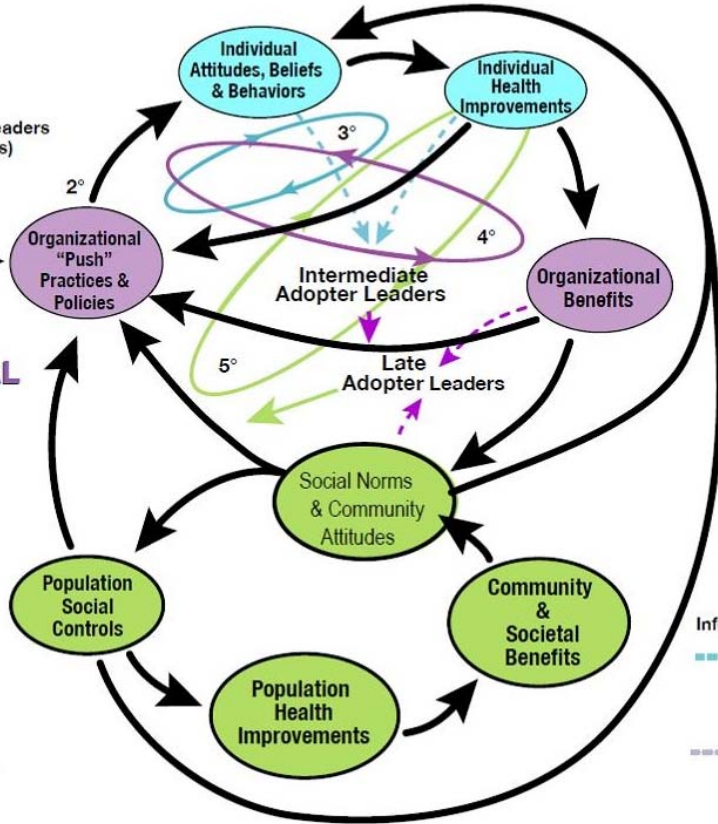 Individual
Attitudes, Beliefs
& Behaviors
Individual
Health
Improvements
eaders
s)
3°
2°
4°
Organizational
"Push"
Practices &
Policies
Intermediate
Adopter Leaders
Organizational
Benefits
5°
Late
Adopter Leaders
AL
Social Norms
& Community
Attitudes
Population
Social
Controls
Community
&
Societal
Benefits
Inf
Population
Health
Improvements